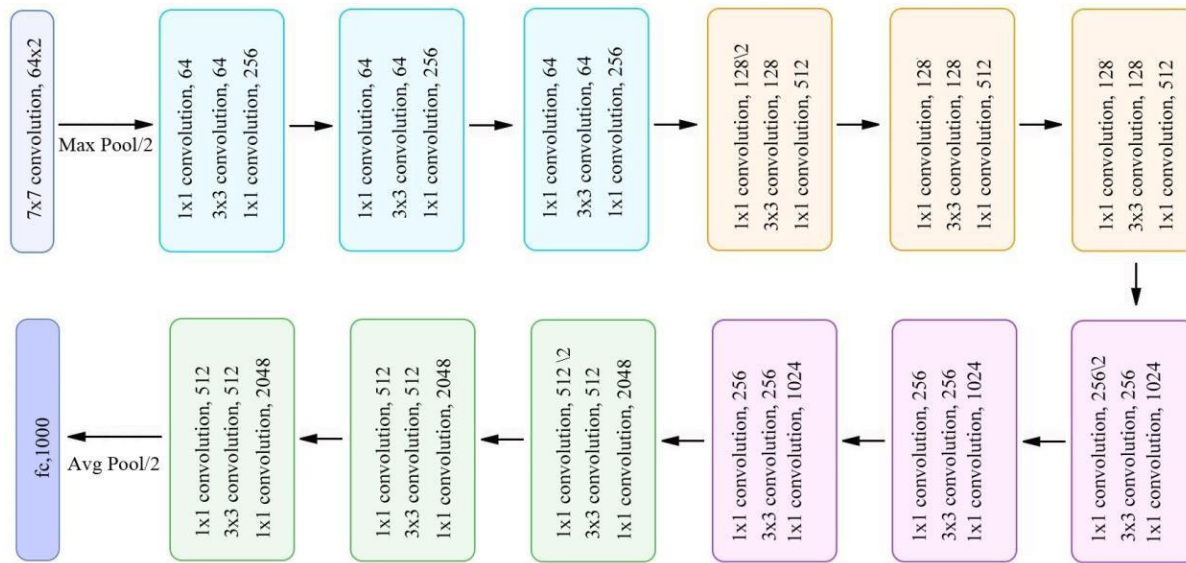 7x7 convolution, 64x2
Max Pool/2
1x1 convolution, 64
3x3 convolution, 64
1x1 convolution, 256
1x1 convolution, 64
3x3 convolution, 64
1x1 convolution, 256
1x1 convolution, 64
3x3 convolution, 64
1x1 convolution, 256
1x1 convolution, 128\2
3x3 convolution, 128
1x1 convolution, 512
1x1 convolution, 128
3x3 convolution, 128
1x1 convolution, 512
1x1 convolution, 128
3x3 convolution, 128
1x1 convolution, 512
1x1 convolution, 256\2
3x3 convolution, 256
1x1 convolution, 1024
1x1 convolution, 256
3x3 convolution, 256
1x1 convolution, 1024
1x1 convolution, 256
3x3 convolution, 256
1x1 convolution, 1024
1x1 convolution, 512 \2
3x3 convolution, 512
1x1 convolution, 2048
1x1 convolution, 512
3x3 convolution, 512
1x1 convolution, 2048
1x1 convolution, 512
3x3 convolution, 512
1x1 convolution, 2048
Avg Pool/2
fc,1000